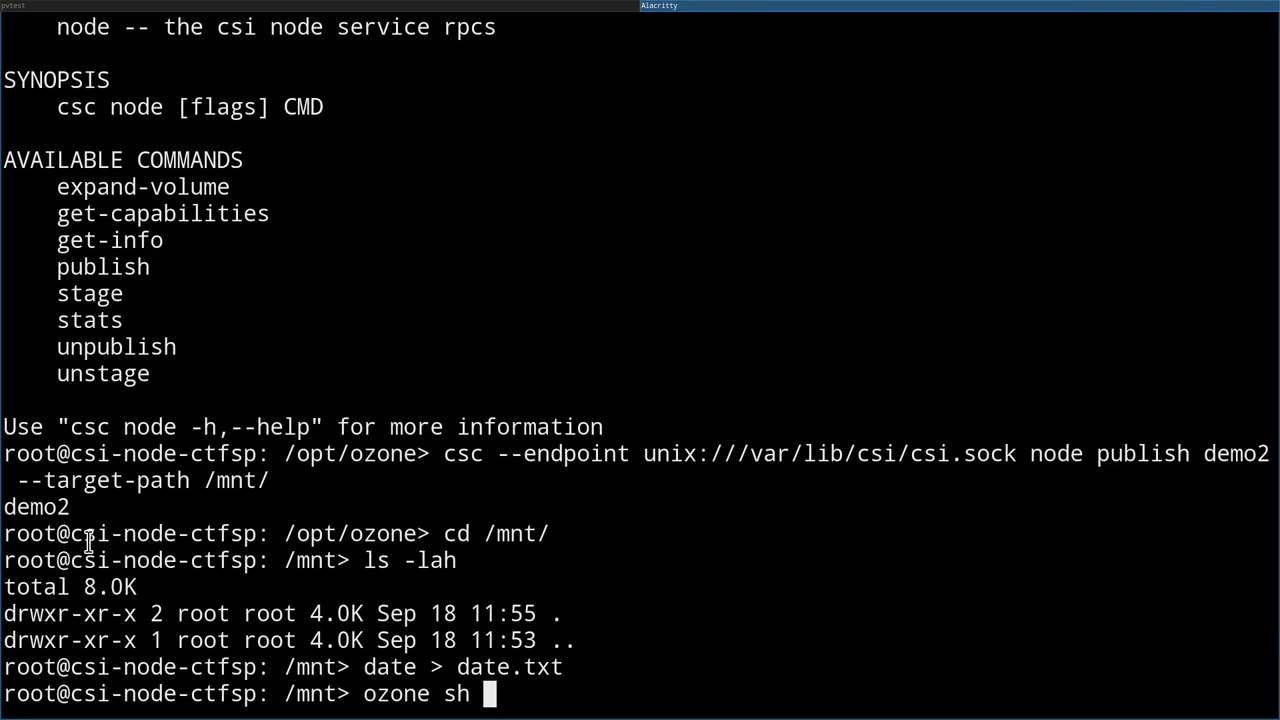 pvtest
Alacritty
node -- the csi node service rpcs
SYNOPSIS
csc node [flags] CMD
AVAILABLE COMMANDS
expand-volume
get-capabilities
get-info
publish
stage
stats
unpublish
unstage
Use "csc node -h,--help" for more information
root@csi-node-ctfsp: /opt/ozone> csc --endpoint unix:///var/lib/csi/csi.sock node publish demo2
--target-path /mnt/
demo2
root@csi-node-ctfsp: /opt/ozone> cd /mnt/
root@csi-node-ctfsp: /mnt> ls -lah
total 8.0K
drwxr-xr-x 2 root root 4.0K Sep 18 11:55 .
drwxr-xr-x 1 root root 4.0K Sep 18 11:53 ..
root@csi-node-ctfsp: /mnt> date > date.txt
root@csi-node-ctfsp: /mnt> ozone sh